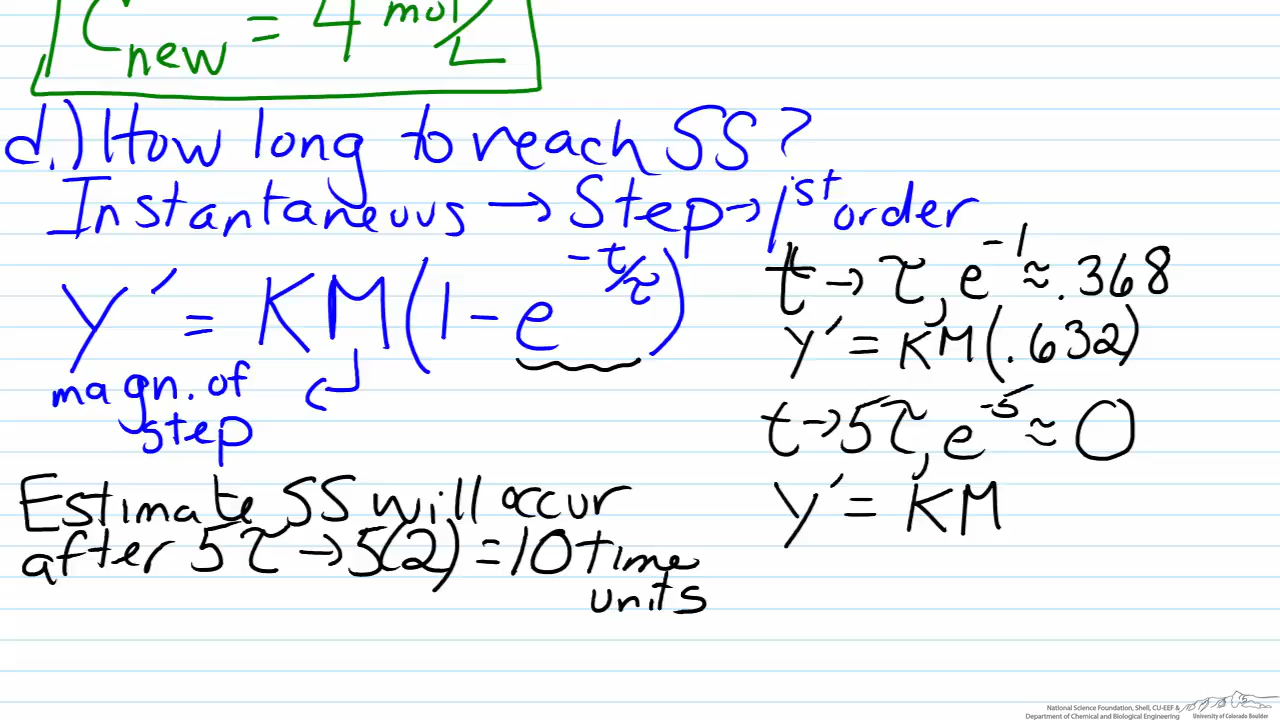 C new = 4 mol/L
d.) How long to reach SS?
Instantaneous → Step → 1st order
y' = KM(1 - e^-t/τ)
magn. of
step
t → τ, e^-1 ≈ .368
y' = KM(.632)
t → 5τ, e^-5 ≈ 0
y' = KM
Estimate SS will occur
after 5τ → 5(2) = 10 time
units
National Science Foundation, Shell, CU-EEF &
Department of Chemical and Biological Engineering
University of Colorado Boulder